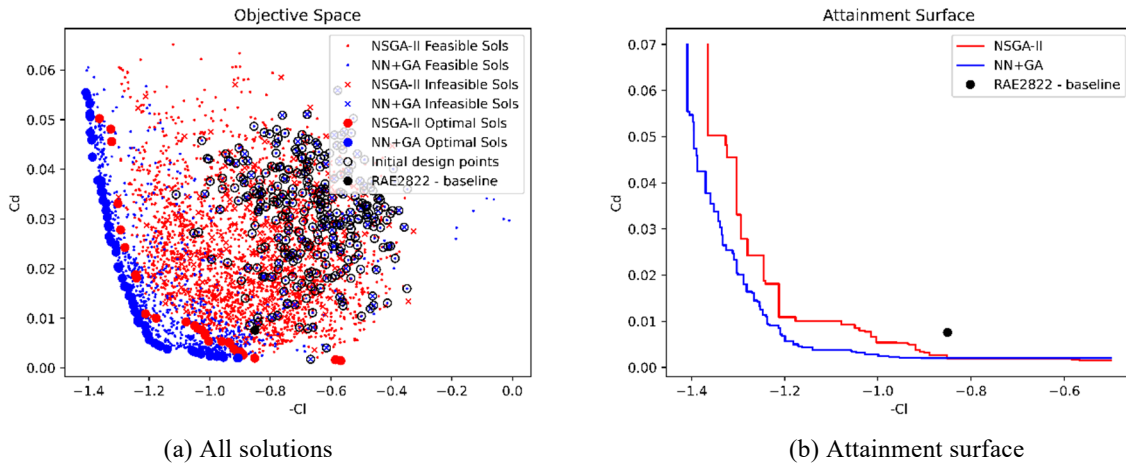 Objective Space
NSGA-II Feasible Sols
NN+GA Feasible Sols
NSGA-II Infeasible Sols
NN+GA Infeasible Sols
NSGA-II Optimal Sols
NN+GA Optimal Sols
Initial design points
RAE2822 - baseline
0.06
0.05
0.04
0.03
0.02
0.01
0.00
Cd
−1.4
−1.2
−1.0
−0.8
−0.6
−0.4
−0.2
0.0
-Cl
(a) All solutions
Attainment Surface
NSGA-II
NN+GA
RAE2822 - baseline
0.07
0.06
0.05
0.04
0.03
0.02
0.01
0.00
Cd
−1.4
−1.2
−1.0
−0.8
−0.6
-Cl
(b) Attainment surface